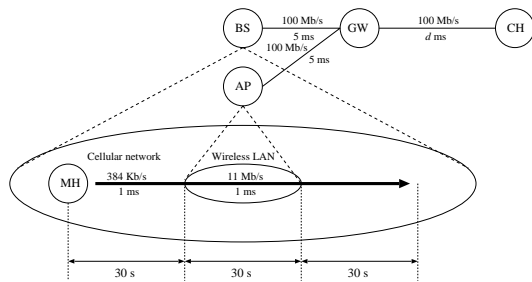 BS
100 Mb/s
5 ms
GW
100 Mb/s
d ms
CH
100 Mb/s
5 ms
AP
Cellular network
Wireless LAN
MH
384 Kb/s
1 ms
11 Mb/s
1 ms
30 s
30 s
30 s